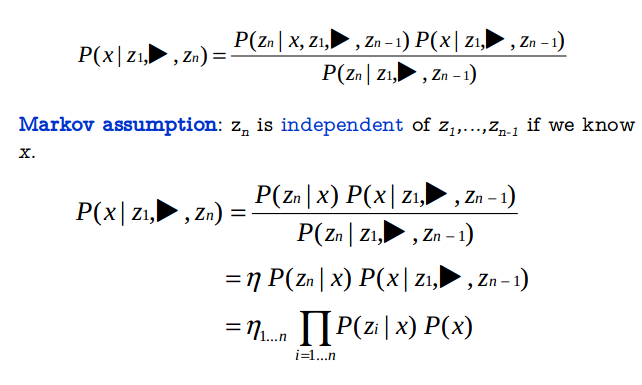 P(x | z1,▶ , zn) = P(zn | x, z1,▶ , zn − 1) P(x | z1,▶ , zn − 1) / P(zn | z1,▶ , zn − 1)
Markov assumption: zn is independent of z1,...,zn-1 if we know
x.
P(x | z1,▶ , zn) = P(zn | x) P(x | z1,▶ , zn − 1) / P(zn | z1,▶ , zn − 1)
= η P(zn | x) P(x | z1,▶ , zn − 1)
= η1...n ∏ i=1...n P(zi | x) P(x)